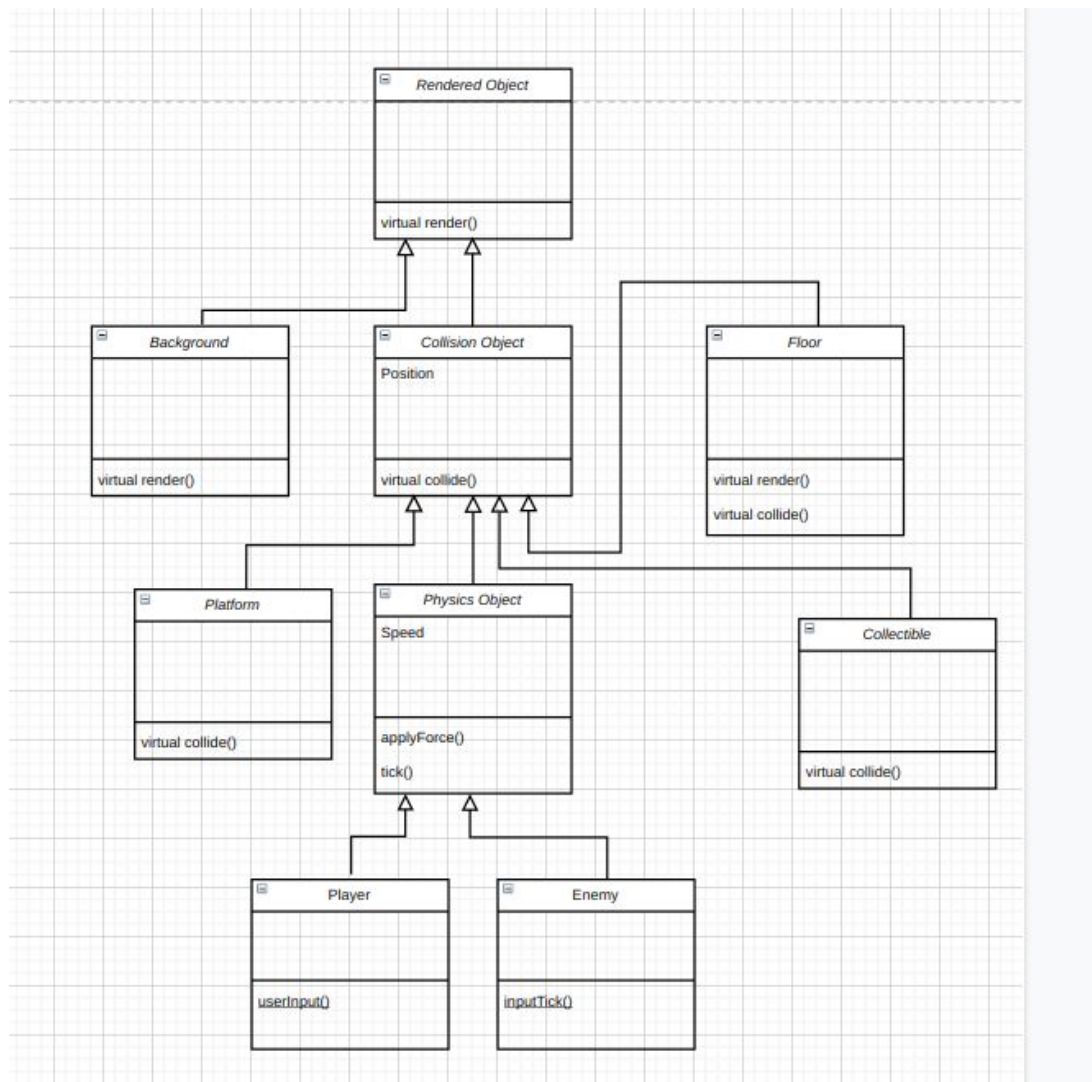 Rendered Object
virtual render()
Background
virtual render()
Collision Object
Position
virtual collide()
Floor
virtual render()
virtual collide()
Platform
virtual collide()
Physics Object
Speed
applyForce()
tick()
Collectible
virtual collide()
Player
userInput()
Enemy
inputTick()